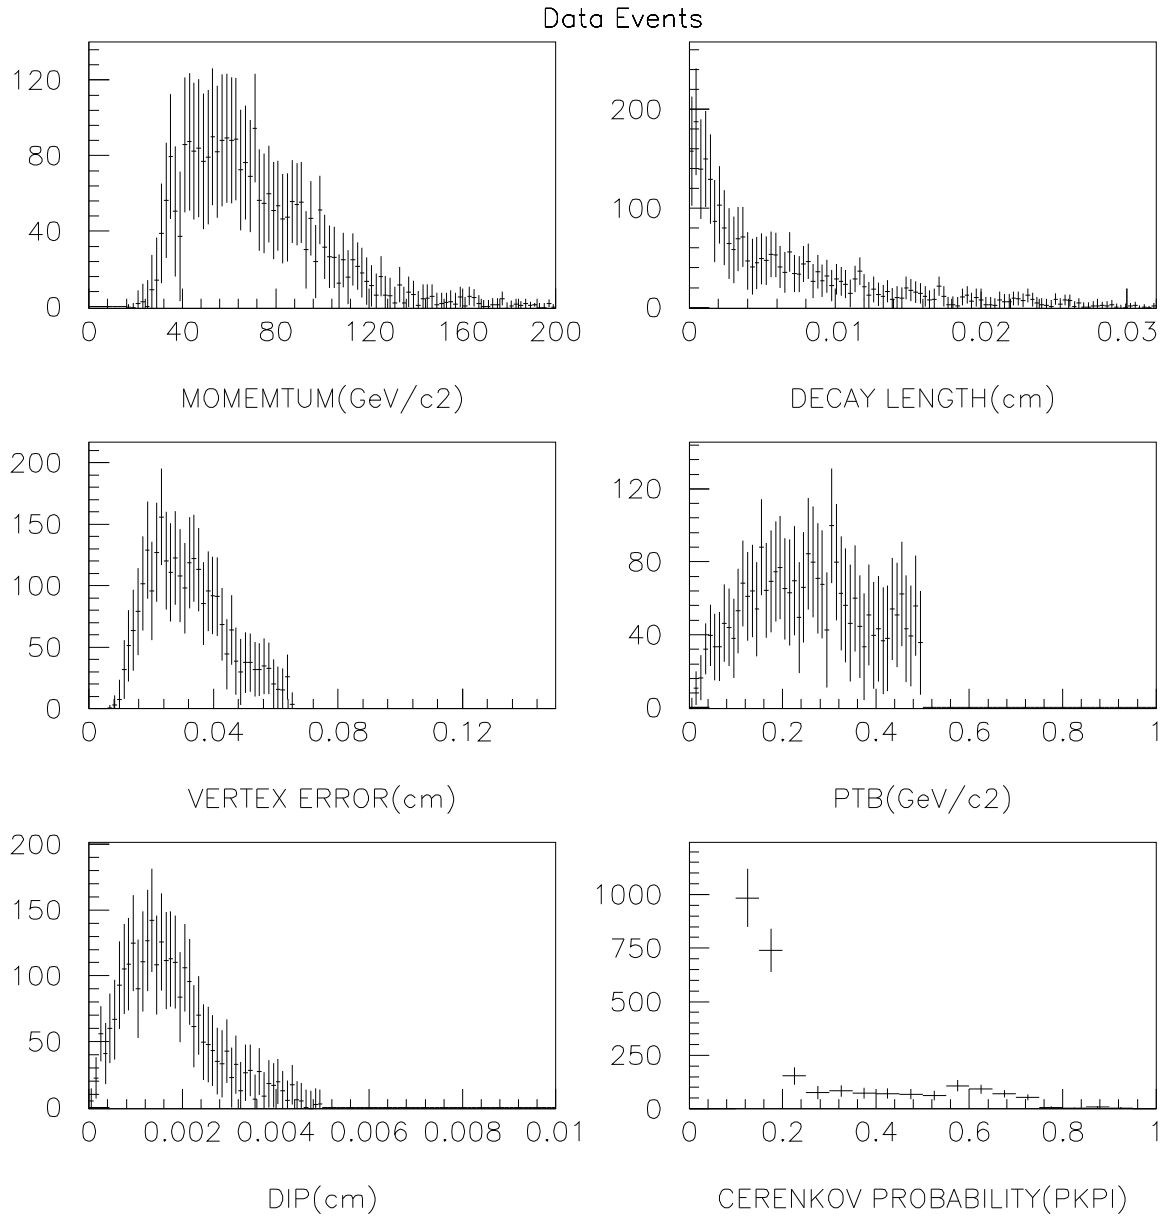 Data Events
120
80
40
0
0 40 80 120 160 200
MOMEMTUM(GeV/c2)
200
100
0
0 0.01 0.02 0.03
DECAY LENGTH(cm)
200
150
100
50
0
0 0.04 0.08 0.12
VERTEX ERROR(cm)
120
80
40
0
0 0.2 0.4 0.6 0.8 1
PTB(GeV/c2)
200
150
100
50
0
0 0.002 0.004 0.006 0.008 0.01
DIP(cm)
1000
750
500
250
0
0 0.2 0.4 0.6 0.8 1
CERENKOV PROBABILITY(PKPI)